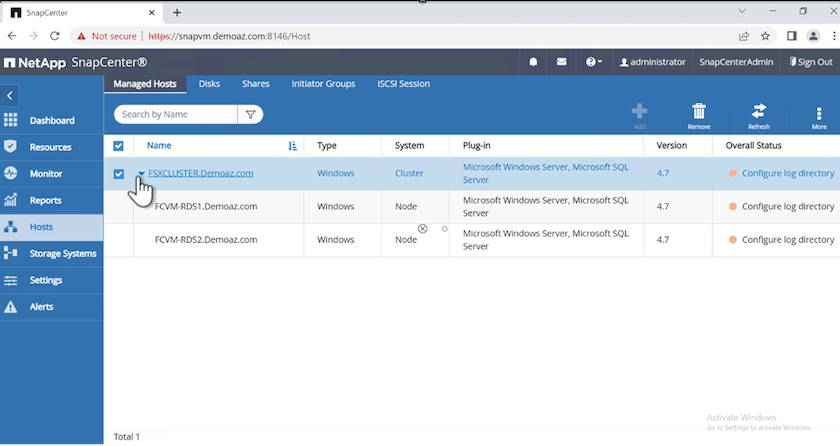 SnapCenter
Not secure
https://snapvm.demoaz.com:8146/Host
NetApp SnapCenter®
administrator
SnapCenterAdmin
Sign Out
Managed Hosts
Disks
Shares
Initiator Groups
iSCSI Session
Search by Name
Add
Remove
Refresh
More
Dashboard
Resources
Monitor
Reports
Hosts
Storage Systems
Settings
Alerts
Name Type System Plug-in Version Overall Status
FSXCLUSTER.Demoaz.com Windows Cluster Microsoft Windows Server, Microsoft SQL 4.7 Configure log directory
Server
FCVM-RDS1.Demoaz.com Windows Node Microsoft Windows Server, Microsoft SQL 4.7 Configure log directory
Server
FCVM-RDS2.Demoaz.com Windows Node Microsoft Windows Server, Microsoft SQL 4.7 Configure log directory
Server
Total 1
Activate Windows
Go to Settings to activate Windows.